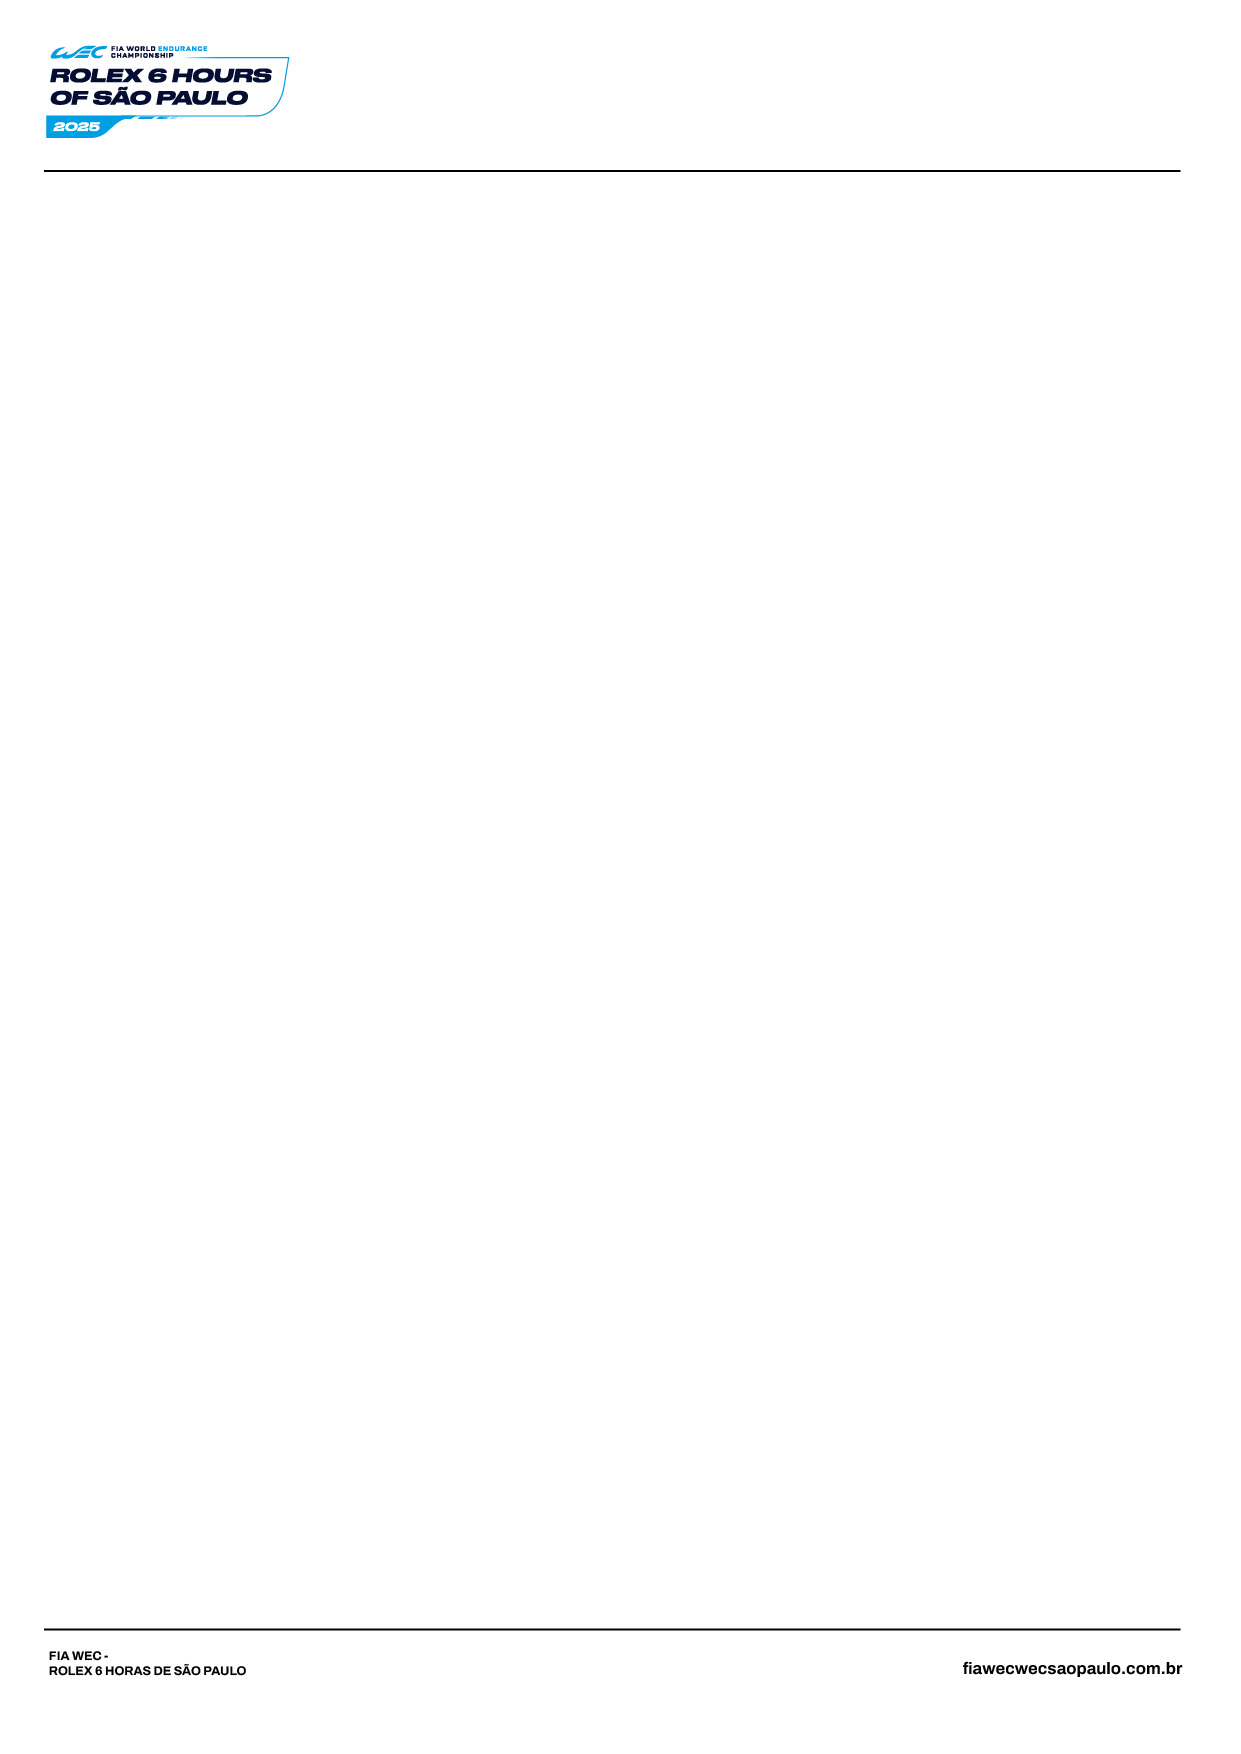 WEC FIA WORLD ENDURANCE
CHAMPIONSHIP
ROLEX 6 HOURS
OF SÃO PAULO
2025
FIA WEC -
ROLEX 6 HORAS DE SÃO PAULO
fiawecwecsaopaulo.com.br